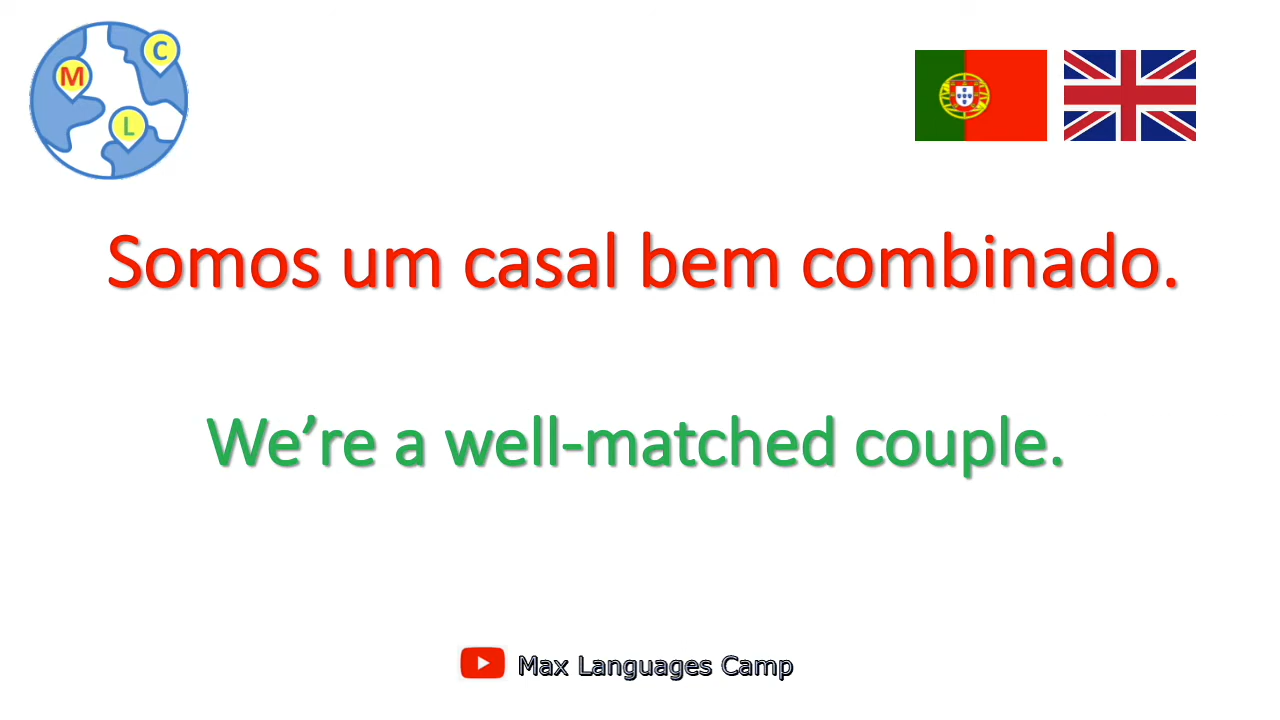 M
C
L
Somos um casal bem combinado.
We’re a well-matched couple.
Max Languages Camp